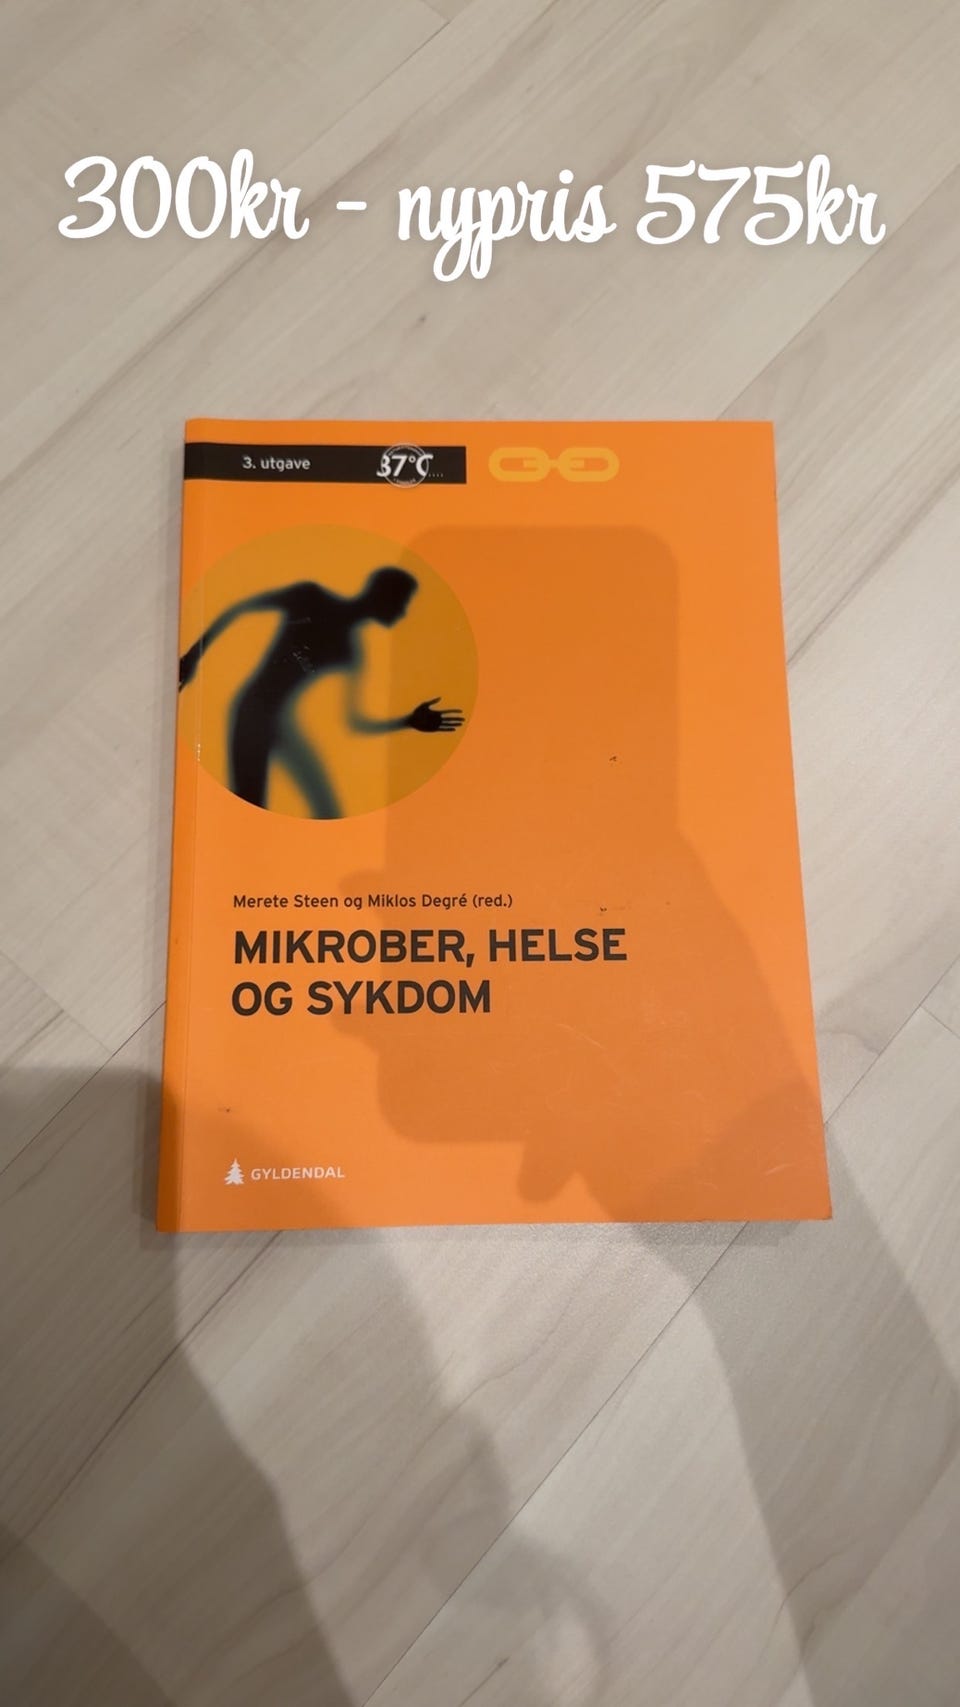 300kr - nypris 575kr
3. utgave
37°C....
Merete Steen og Miklos Degré (red.)
MIKROBER, HELSE
OG SYKDOM
GYLDENDAL